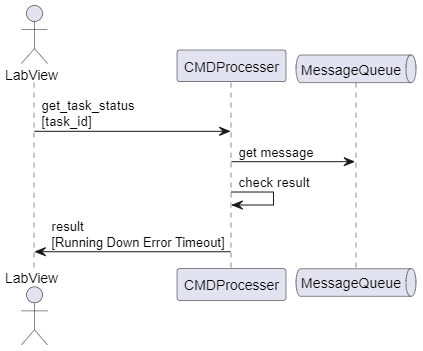 LabView
CMDProcesser
MessageQueue
get_task_status
[task_id]
get message
check result
result
[Running Down Error Timeout]
LabView
CMDProcesser
MessageQueue